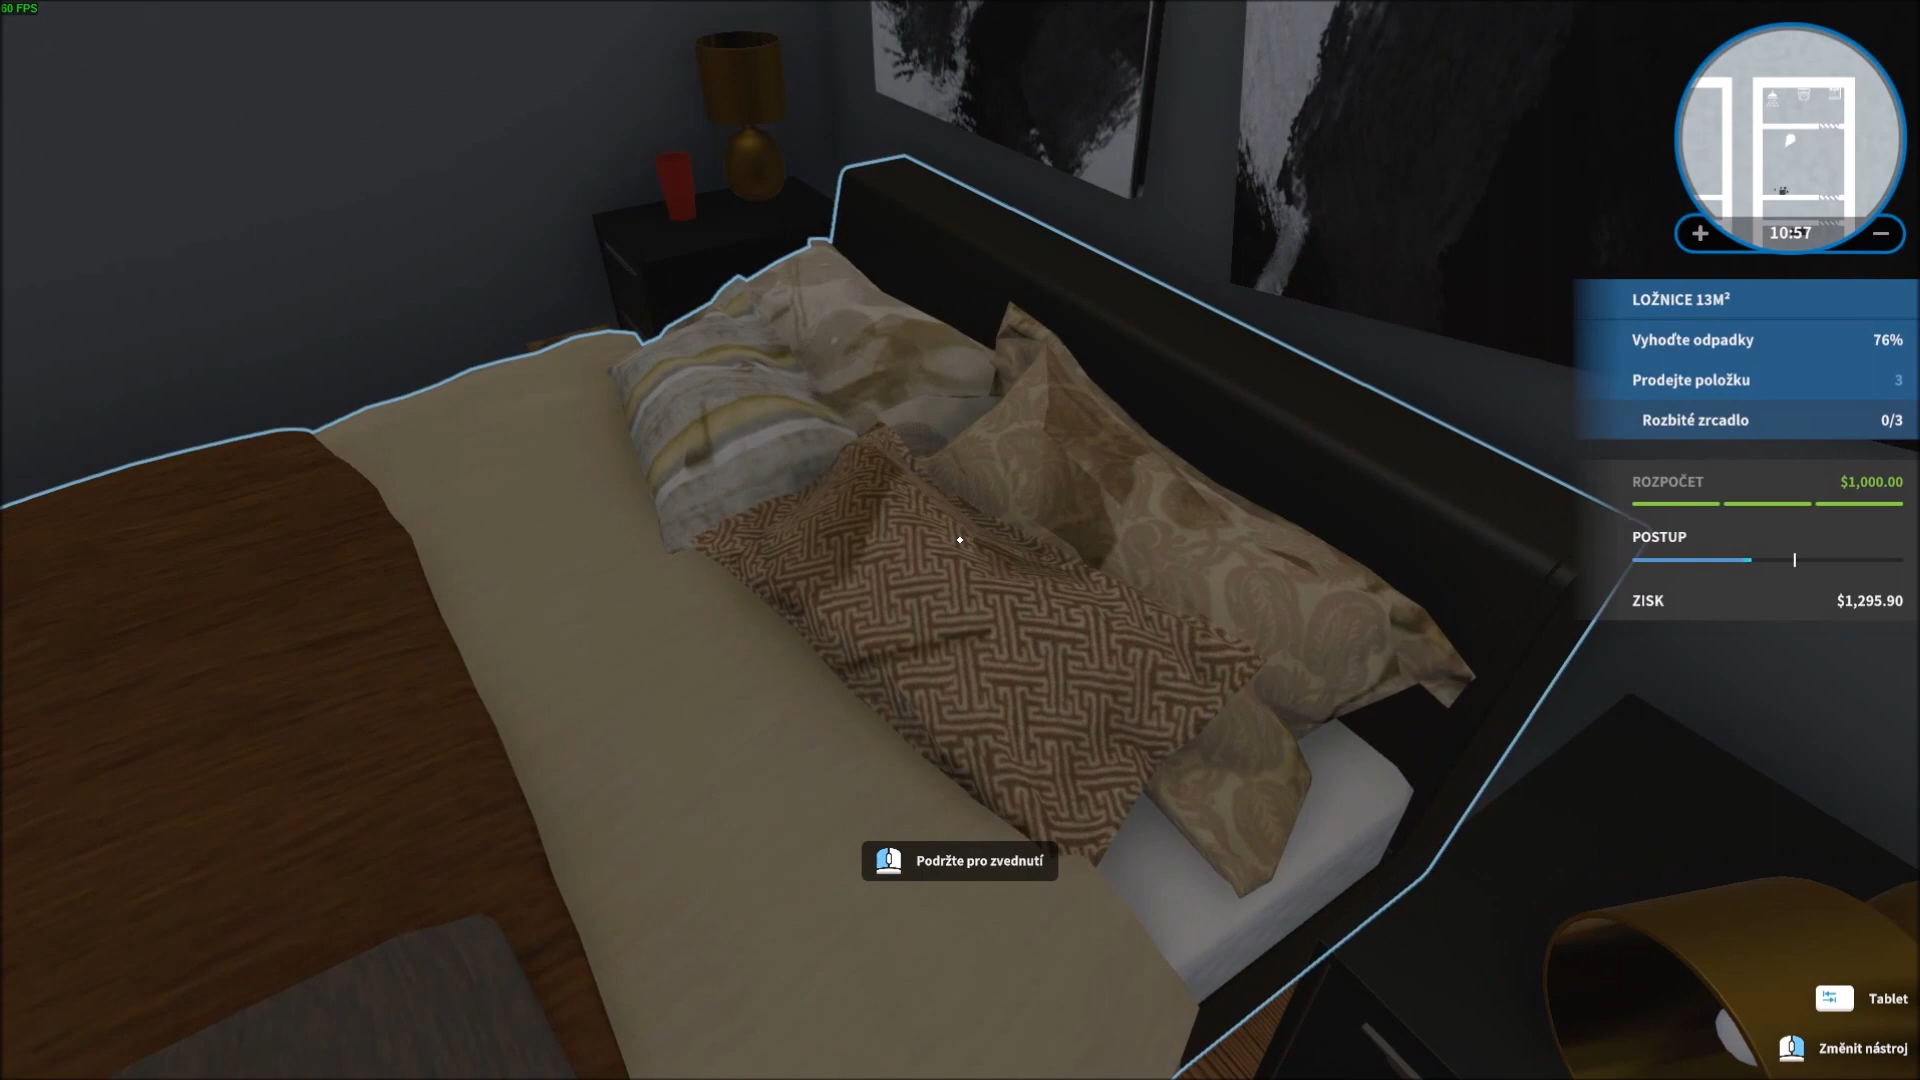 60 FPS
10:57
LOŽNICE 13M²
Vyhoďte odpadky 76%
Prodejte položku 3
Rozbité zrcadlo 0/3
ROZPOČET $1,000.00
POSTUP
ZISK $1,295.90
Podržte pro zvednutí
Tablet
Změnit nástroj